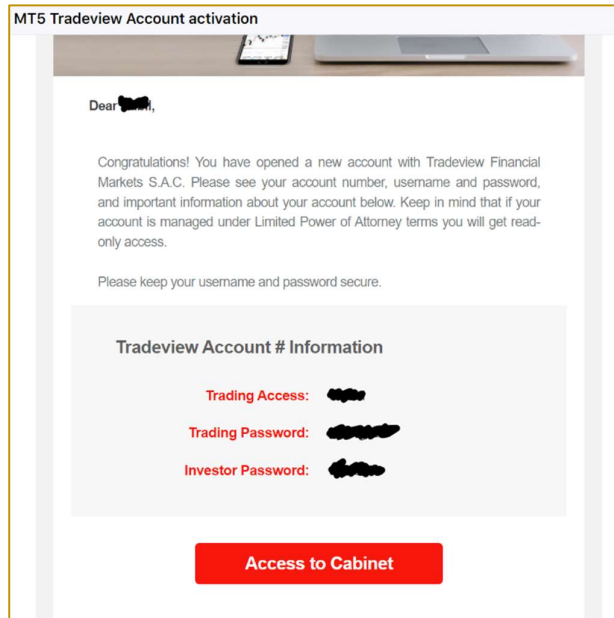 MT5 Tradeview Account activation
Dear
Congratulations! You have opened a new account with Tradeview Financial
Markets S.A.C. Please see your account number, username and password,
and important information about your account below. Keep in mind that if your
account is managed under Limited Power of Attorney terms you will get read-
only access.
Please keep your username and password secure.
Tradeview Account # Information
Trading Access:
Trading Password:
Investor Password:
Access to Cabinet